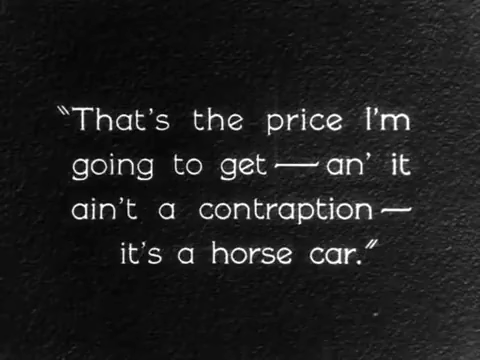 "That's the price I'm
going to get — an' it
ain't a contraption —
it's a horse car."